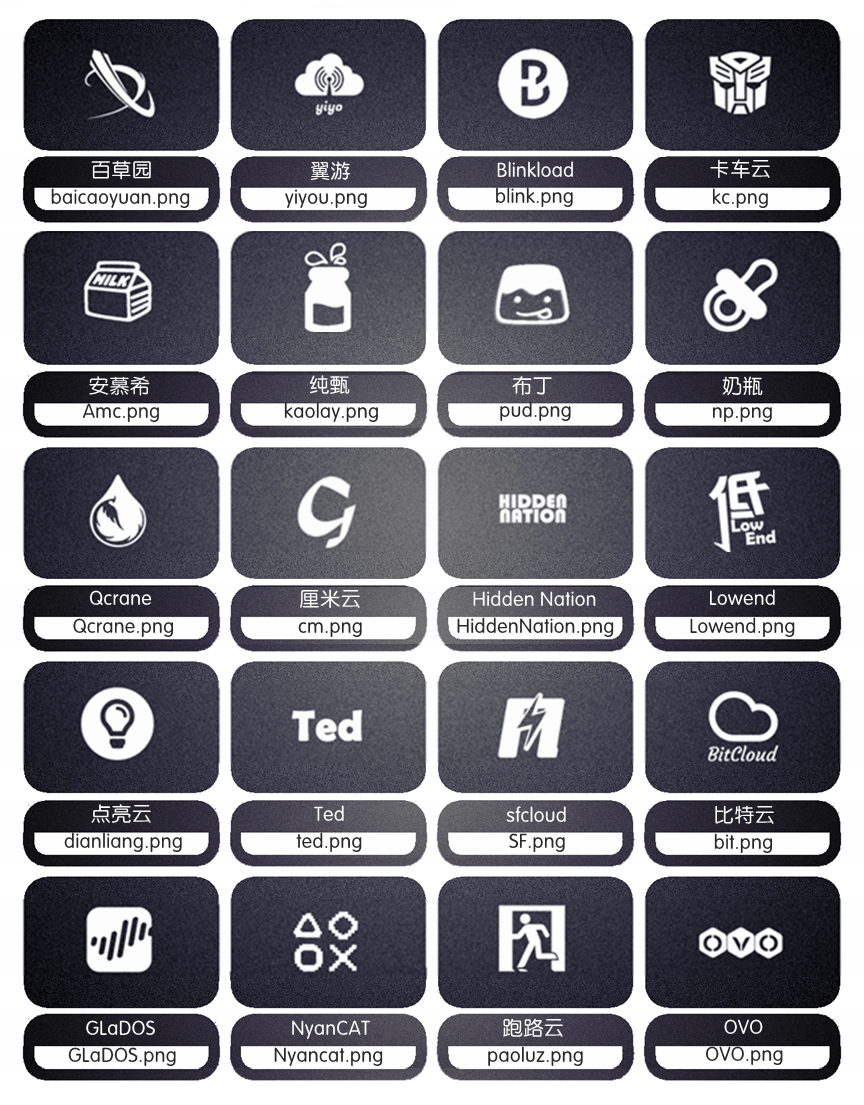 yiyo
百草园
baicaoyuan.png
翼游
yiyou.png
Blinkload
blink.png
卡车云
kc.png
MILK
安慕希
Amc.png
纯甄
kaolay.png
布丁
pud.png
奶瓶
np.png
HIDDEN
NATION
低
Low
End
Qcrane
Qcrane.png
厘米云
cm.png
Hidden Nation
HiddenNation.png
Lowend
Lowend.png
Ted
BitCloud
点亮云
dianliang.png
Ted
ted.png
sfcloud
SF.png
比特云
bit.png
OVO
GLaDOS
GLaDOS.png
NyanCAT
Nyancat.png
跑路云
paoluz.png
OVO
OVO.png